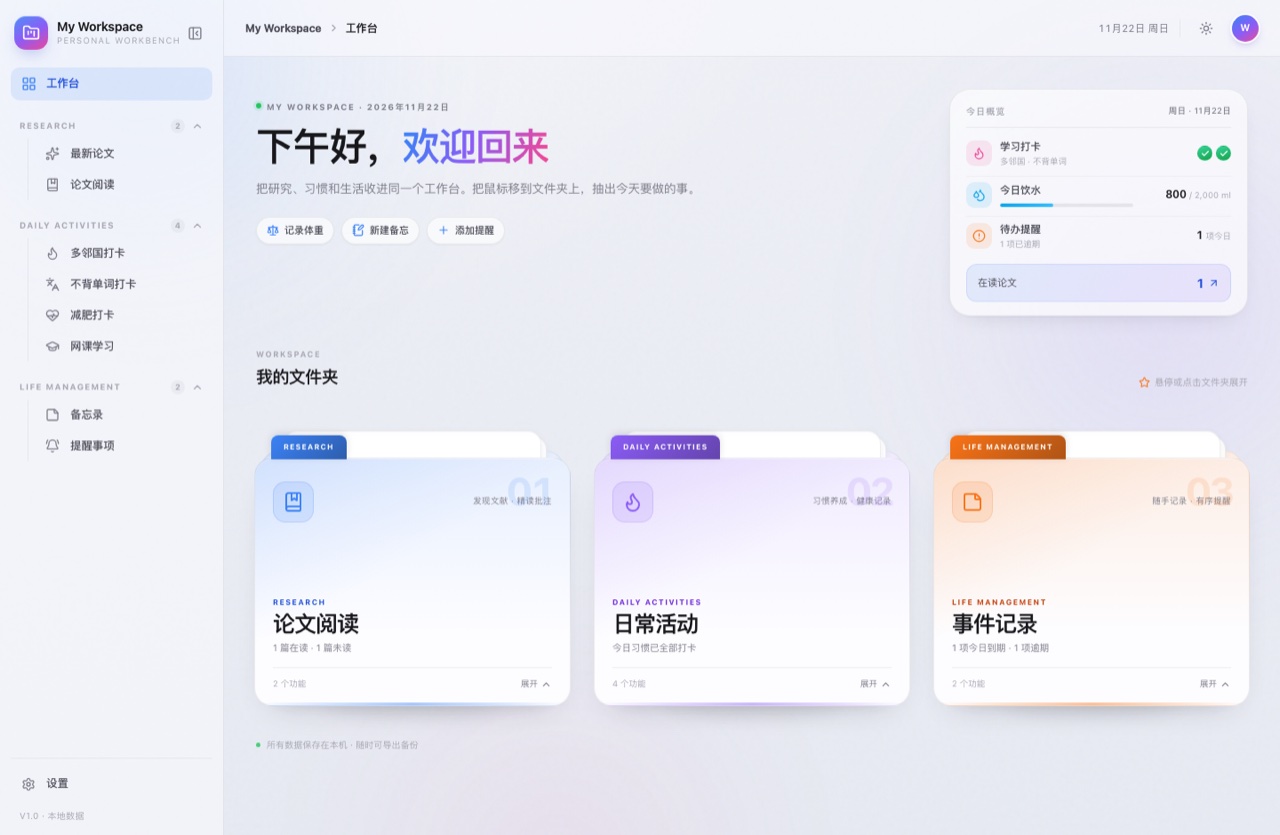 My Workspace
PERSONAL WORKBENCH
工作台
RESEARCH 2
最新论文
论文阅读
DAILY ACTIVITIES 4
多邻国打卡
不背单词打卡
减肥打卡
网课学习
LIFE MANAGEMENT 2
备忘录
提醒事项
设置
V1.0 · 本地数据
My Workspace > 工作台
11月22日 周日
W
MY WORKSPACE · 2026年11月22日
下午好，欢迎回来
把研究、习惯和生活收进同一个工作台。把鼠标移到文件夹上，抽出今天要做的事。
记录体重 新建备忘 添加提醒
今日概览 周日 · 11月22日
学习打卡
多邻国 · 不背单词
今日饮水 800 / 2,000 ml
待办提醒
1 项已逾期
1 项今日
在读论文 1
WORKSPACE
我的文件夹
悬停或点击文件夹展开
RESEARCH
01
发现文献 · 精读批注
RESEARCH
论文阅读
1 篇在读 · 1 篇未读
2 个功能 展开
DAILY ACTIVITIES
02
习惯养成 · 健康记录
DAILY ACTIVITIES
日常活动
今日习惯已全部打卡
4 个功能 展开
LIFE MANAGEMENT
03
随手记录 · 有序提醒
LIFE MANAGEMENT
事件记录
1 项今日到期 · 1 项逾期
2 个功能 展开
所有数据保存在本机 · 随时可导出备份